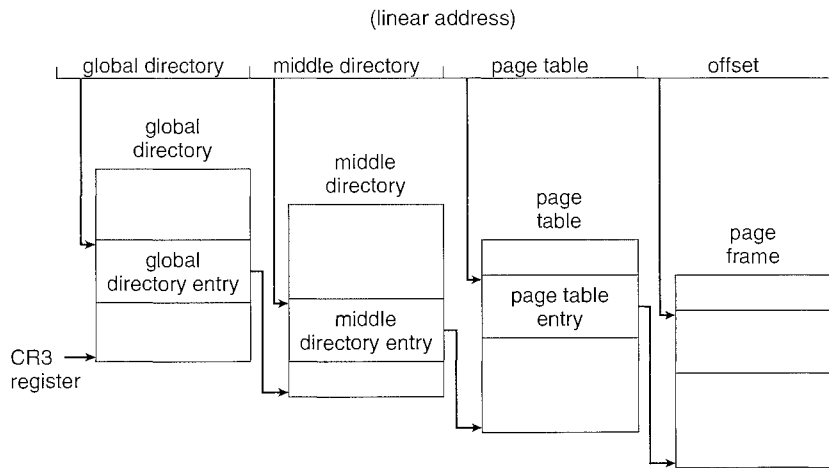 (linear address)
global directory
middle directory
page table
offset
global
directory
middle
directory
page
table
page
frame
global
directory entry
page table
entry
middle
directory entry
CR3
register